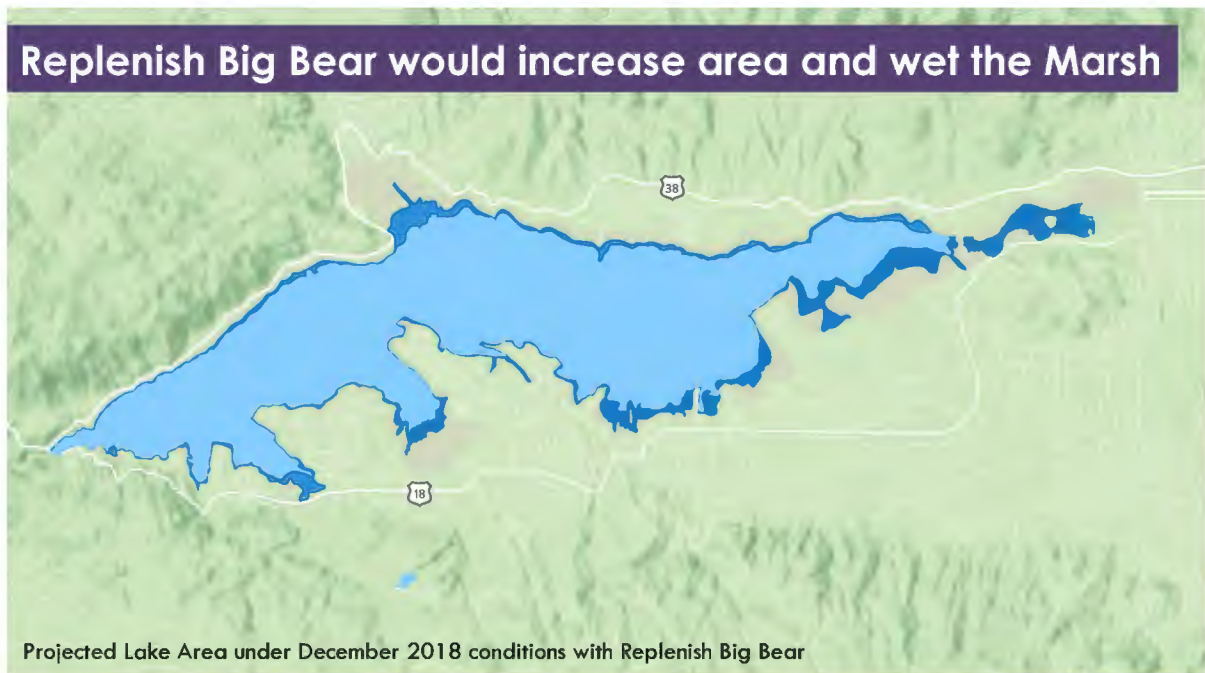 Replenish Big Bear would increase area and wet the Marsh
38
18
Projected Lake Area under December 2018 conditions with Replenish Big Bear